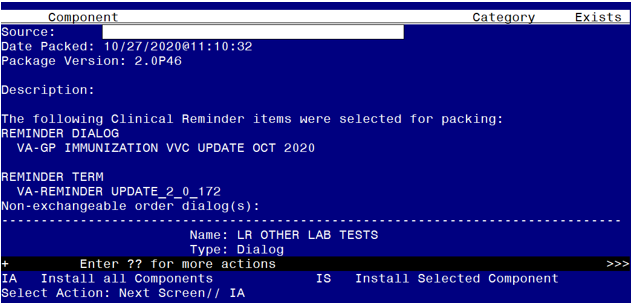 Component Category Exists
Source:
Date Packed: 10/27/2020@11:10:32
Package Version: 2.0P46
Description:
The following Clinical Reminder items were selected for packing:
REMINDER DIALOG
VA-GP IMMUNIZATION VVC UPDATE OCT 2020
REMINDER TERM
VA-REMINDER UPDATE_2_0_172
Non-exchangeable order dialog(s):
--------------------------------------------------------------------------------
Name: LR OTHER LAB TESTS
Type: Dialog
+ Enter ?? for more actions >>>
IA Install all Components IS Install Selected Component
Select Action: Next Screen// IA